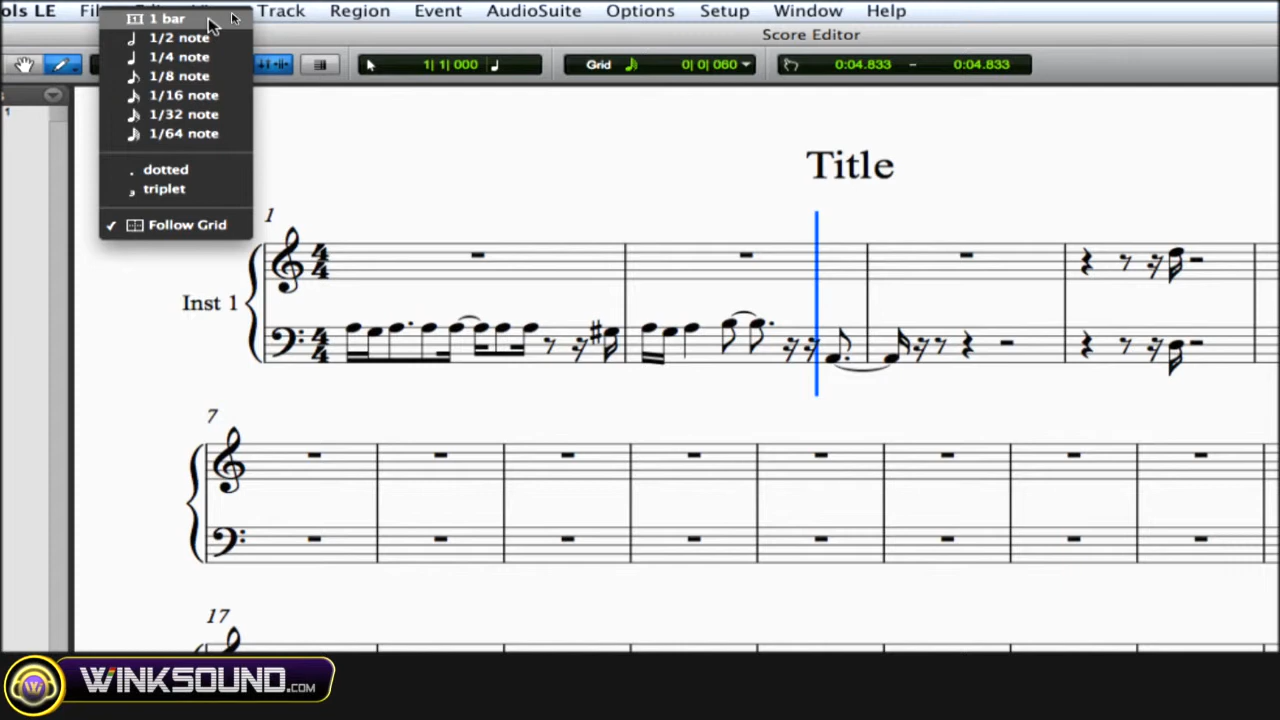 ols LE Fi Track Region Event AudioSuite Options Setup Window Help
1 bar
1/2 note
1/4 note
1/8 note
1/16 note
1/32 note
1/64 note
dotted
triplet
✓ Follow Grid
Score Editor
1| 1| 000
Grid 0| 0| 060
0:04.833 – 0:04.833
1
Title
1
Inst 1
7
17
WINKSOUND.COM